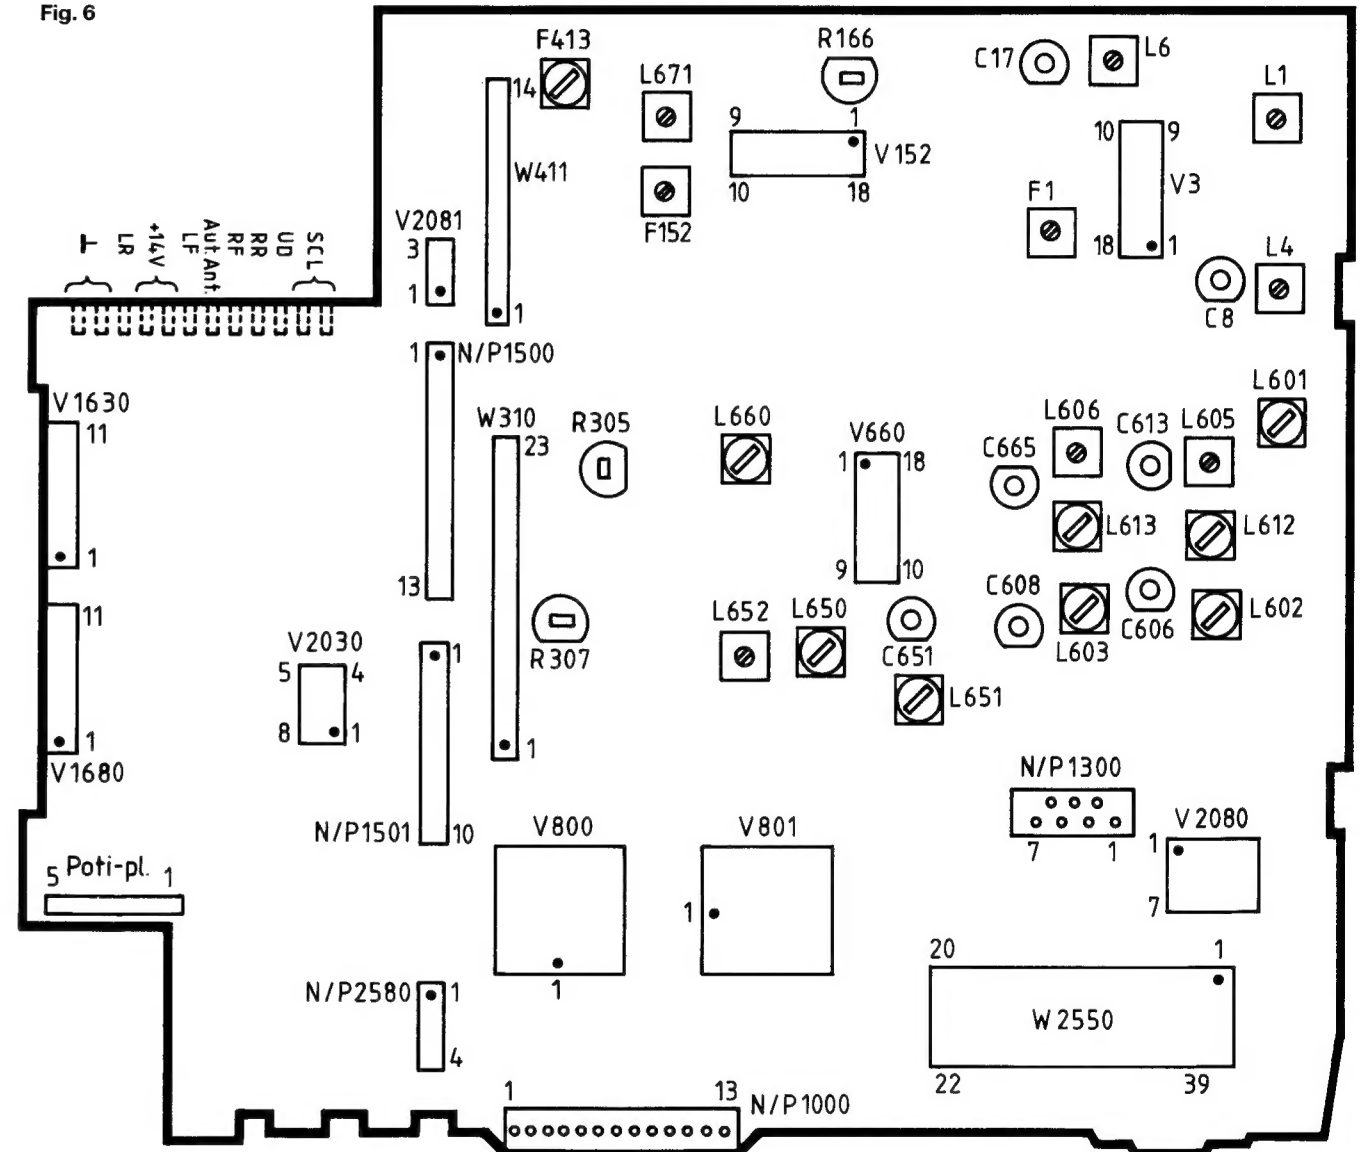 Fig. 6
F413
R166
C17
L6
L671
L1
14
9
1
10
9
W411
V152
V3
10
18
F1
F152
18
1
L4
C8
V2081
3
1
1
T
LR
+14V
LF
Aut.Ant.
RF
RR
UD
SCL
1
N/P1500
13
V1630
11
1
W310
23
1
R305
L660
V660
1
18
9
10
C665
L606
C613
L605
L601
L613
L612
11
1
V1680
V2030
5
4
8
1
1
N/P1501
10
R307
L652
L650
C651
L651
C608
L603
C606
L602
N/P1300
7
1
V2080
1
7
Poti-pl.
5
1
V800
1
V801
1
N/P2580
1
4
20
1
W2550
22
39
1
13
N/P1000